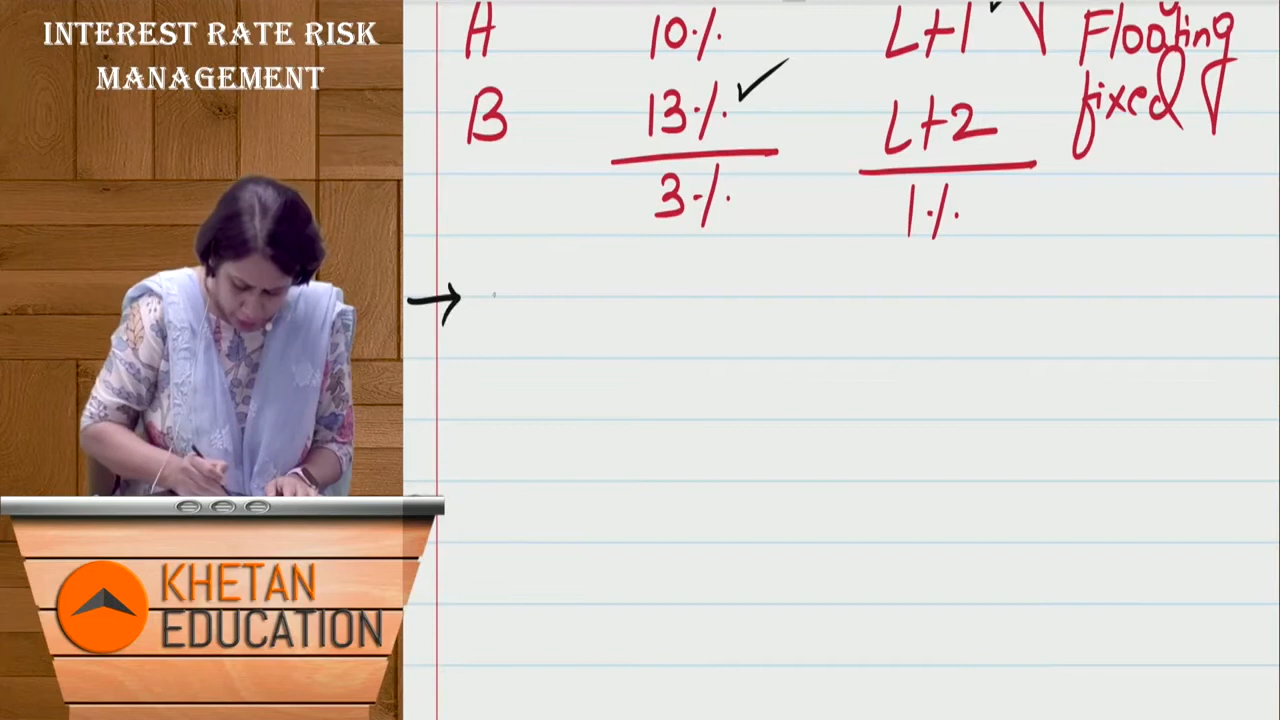 INTEREST RATE RISK
MANAGEMENT
A 10% L+1 Floating
B 13% ✓ L+2 fixed
3% 1%
→
KHETAN
EDUCATION